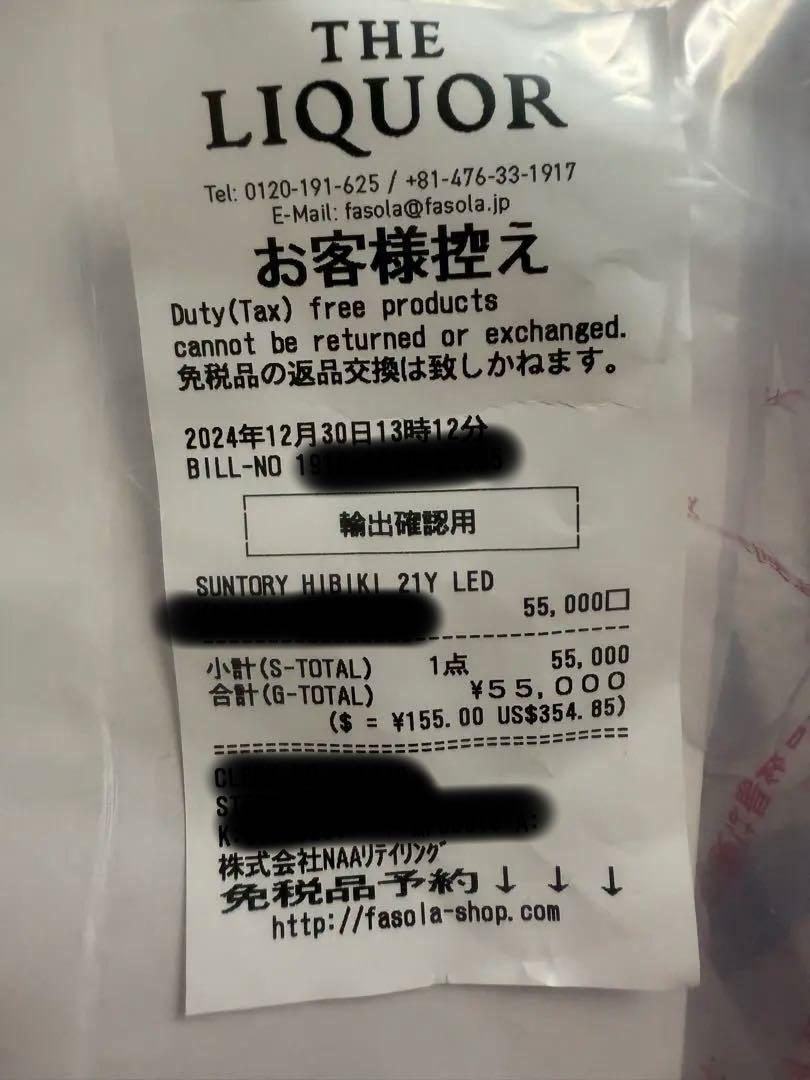 THE
LIQUOR
Tel: 0120-191-625 / +81-476-33-1917
E-Mail: fasola@fasola.jp
お客様控え
Duty(Tax) free products
cannot be returned or exchanged.
免税品の返品交換は致しかねます。
2024年12月30日13時12分
BILL-NO
輸出確認用
SUNTORY HIBIKI 21Y LED
55,000□
小計(S-TOTAL) 1点 55,000
合計(G-TOTAL) ¥55,000
($ = ¥155.00 US$354.85)
株式会社NAAリテイリング
免税品予約↓ ↓ ↓
http://fasola-shop.com